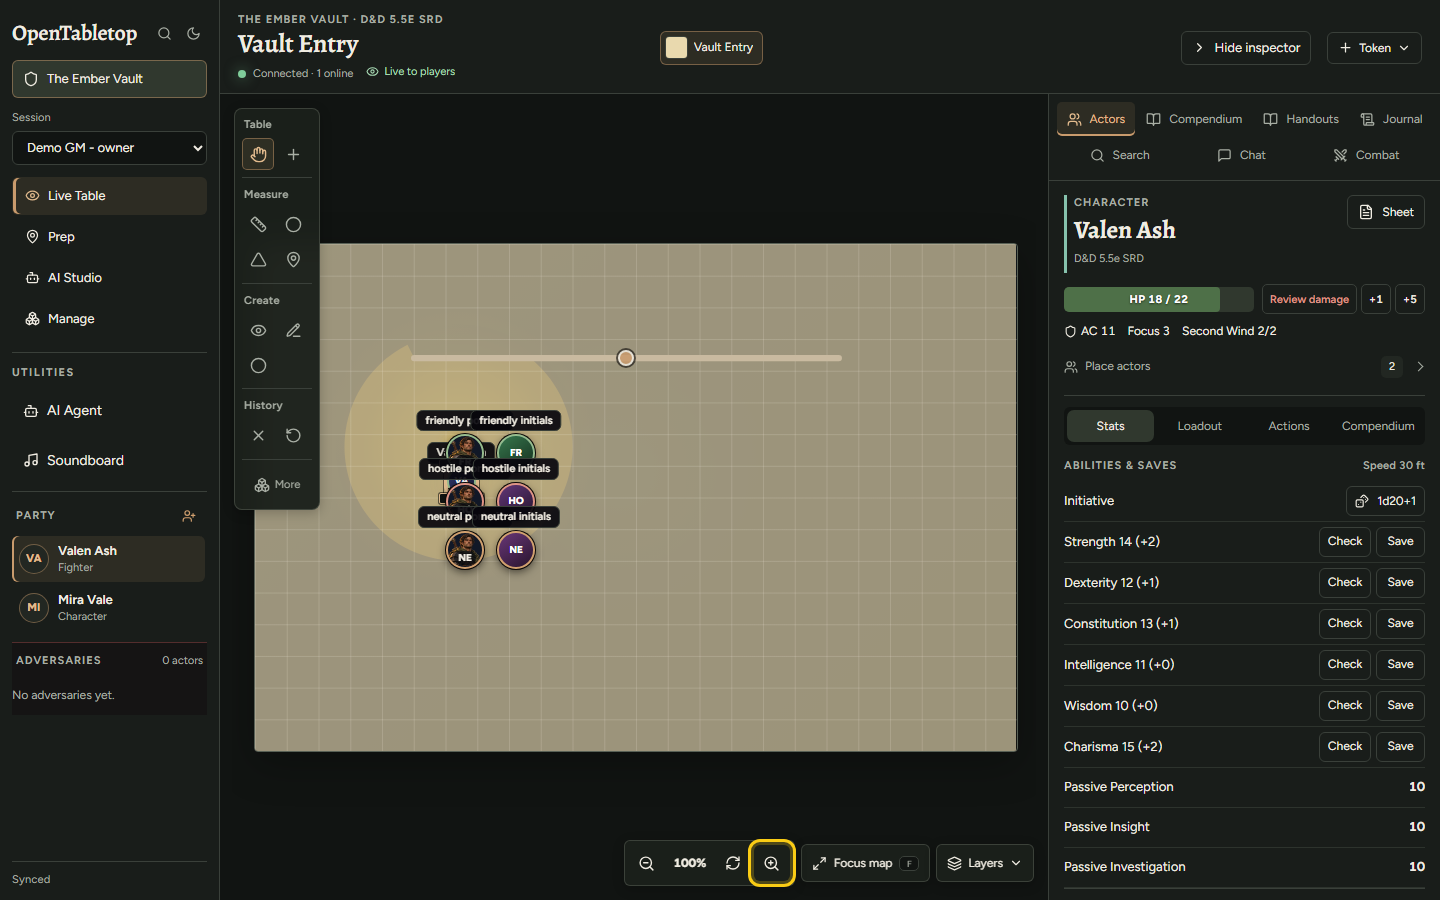 OpenTabletop
The Ember Vault
Session
Demo GM - owner
Live Table
Prep
AI Studio
Manage
UTILITIES
AI Agent
Soundboard
PARTY
VA
Valen Ash
Fighter
MI
Mira Vale
Character
ADVERSARIES
0 actors
No adversaries yet.
Synced
THE EMBER VAULT · D&D 5.5E SRD
Vault Entry
Connected · 1 online
Live to players
Vault Entry
Hide inspector
Token
Table
Measure
Create
History
More
friendly p
friendly initials
FR
hostile po
hostile initials
HO
neutral p
neutral initials
NE
NE
100%
Focus map
F
Layers
Actors
Compendium
Handouts
Journal
Search
Chat
Combat
CHARACTER
Valen Ash
D&D 5.5e SRD
Sheet
HP 18 / 22
Review damage
+1
+5
AC 11
Focus 3
Second Wind 2/2
Place actors
2
Stats
Loadout
Actions
Compendium
ABILITIES & SAVES
Speed 30 ft
Initiative
1d20+1
Strength 14 (+2)
Check
Save
Dexterity 12 (+1)
Check
Save
Constitution 13 (+1)
Check
Save
Intelligence 11 (+0)
Check
Save
Wisdom 10 (+0)
Check
Save
Charisma 15 (+2)
Check
Save
Passive Perception
10
Passive Insight
10
Passive Investigation
10